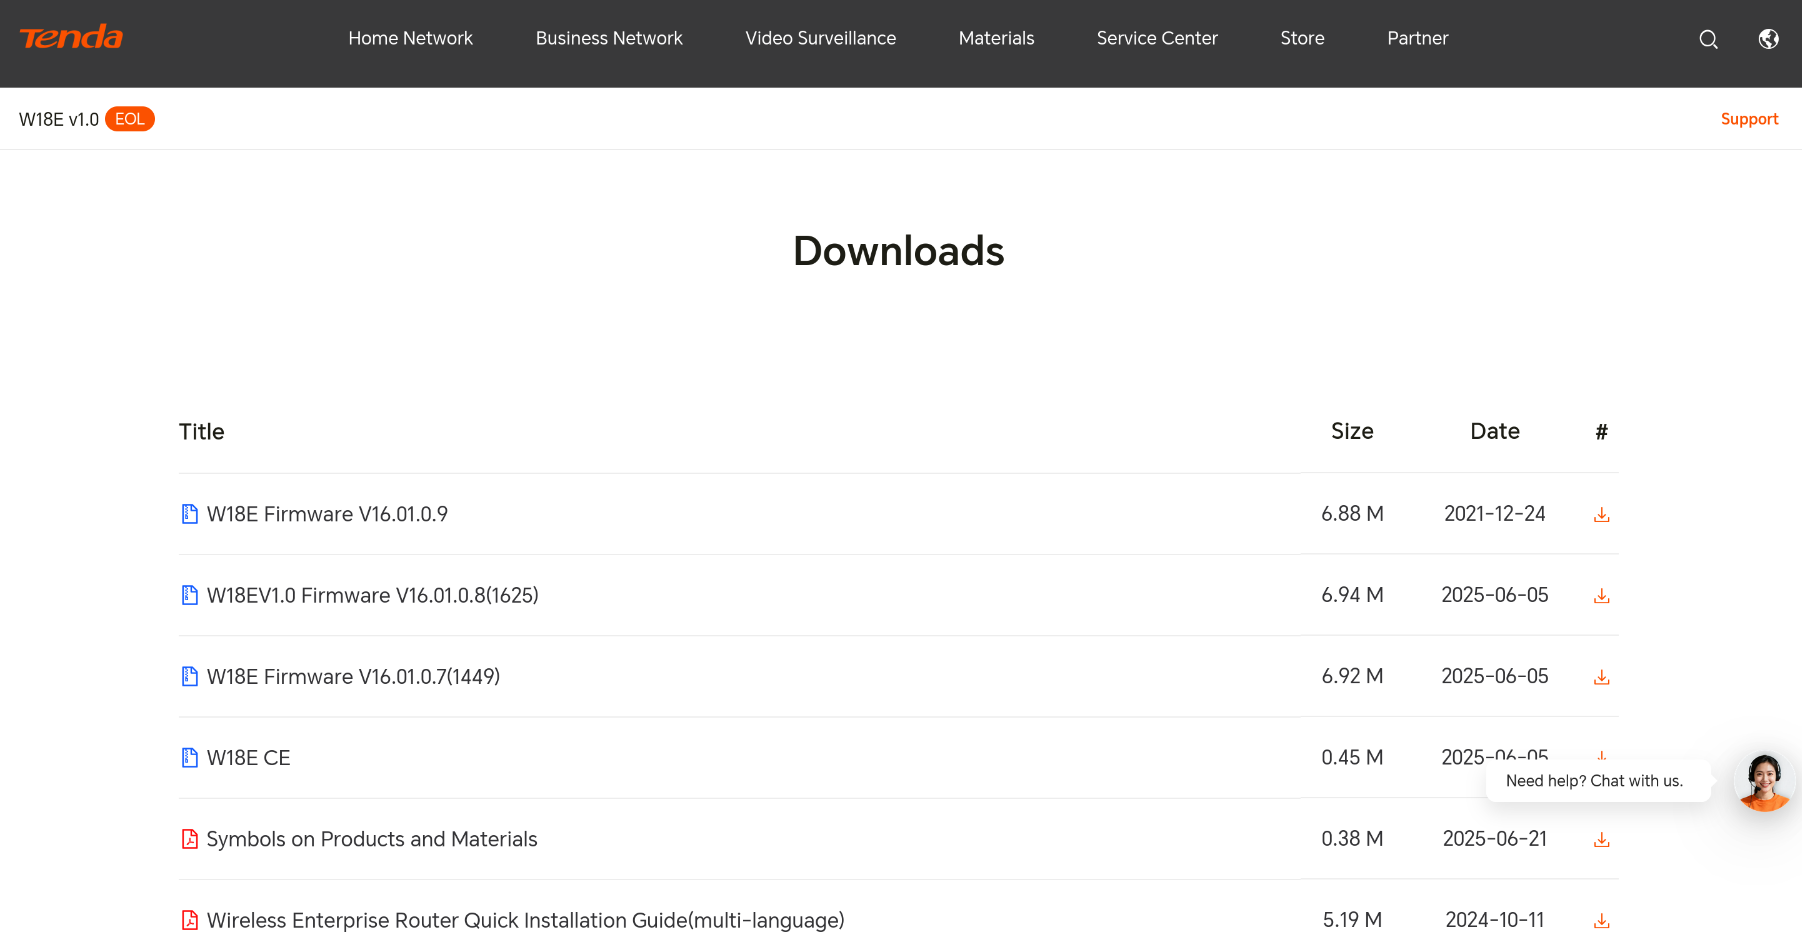 Tenda
Home Network Business Network Video Surveillance Materials Service Center Store Partner
W18E v1.0 EOL Support
Downloads
Title Size Date #
W18E Firmware V16.01.0.9 6.88 M 2021-12-24
W18EV1.0 Firmware V16.01.0.8(1625) 6.94 M 2025-06-05
W18E Firmware V16.01.0.7(1449) 6.92 M 2025-06-05
W18E CE 0.45 M 2025-06-05
Need help? Chat with us.
Symbols on Products and Materials 0.38 M 2025-06-21
Wireless Enterprise Router Quick Installation Guide(multi-language) 5.19 M 2024-10-11